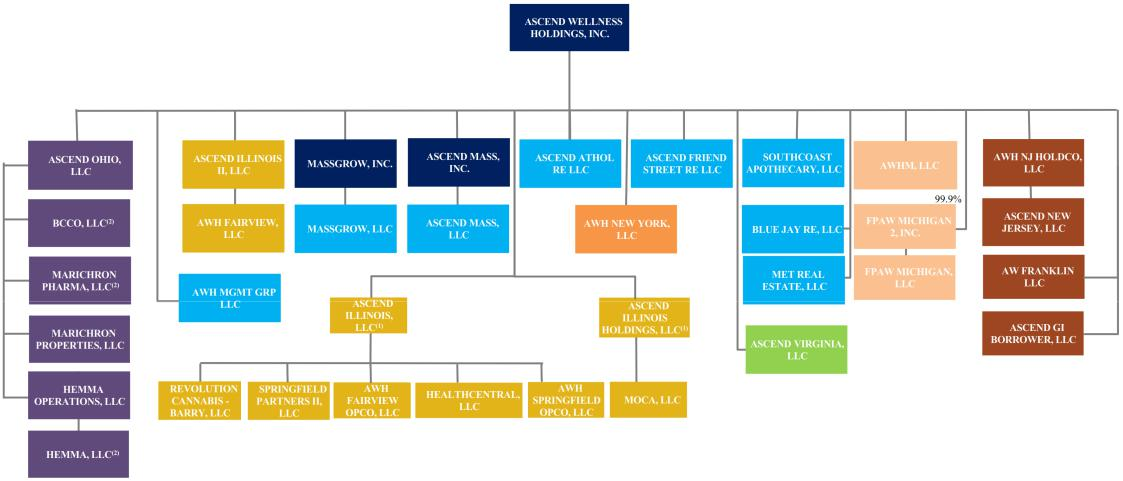 ASCEND WELLNESS
HOLDINGS, INC.
ASCEND OHIO,
LLC
ASCEND ILLINOIS
II, LLC
MASSGROW, INC.
ASCEND MASS,
INC.
ASCEND ATHOL
RE LLC
ASCEND FRIEND
STREET RE LLC
SOUTHCOAST
APOTHECARY, LLC
AWHM, LLC
AWH NJ HOLDCO,
LLC
99.9%
BCCO, LLC(2)
AWH FAIRVIEW,
LLC
MASSGROW, LLC
ASCEND MASS,
LLC
AWH NEW YORK,
LLC
BLUE JAY RE, LLC
FPAW MICHIGAN
2, INC.
ASCEND NEW
JERSEY, LLC
MARICHRON
PHARMA, LLC(2)
AWH MGMT GRP
LLC
MET REAL
ESTATE, LLC
FPAW MICHIGAN,
LLC
AW FRANKLIN
LLC
ASCEND
ILLINOIS,
LLC(1)
ASCEND
ILLINOIS
HOLDINGS, LLC(1)
MARICHRON
PROPERTIES, LLC
ASCEND VIRGINIA,
LLC
ASCEND GI
BORROWER, LLC
HEMMA
OPERATIONS, LLC
REVOLUTION
CANNABIS -
BARRY, LLC
SPRINGFIELD
PARTNERS II,
LLC
AWH
FAIRVIEW
OPCO, LLC
HEALTHCENTRAL,
LLC
AWH
SPRINGFIELD
OPCO, LLC
MOCA, LLC
HEMMA, LLC(2)